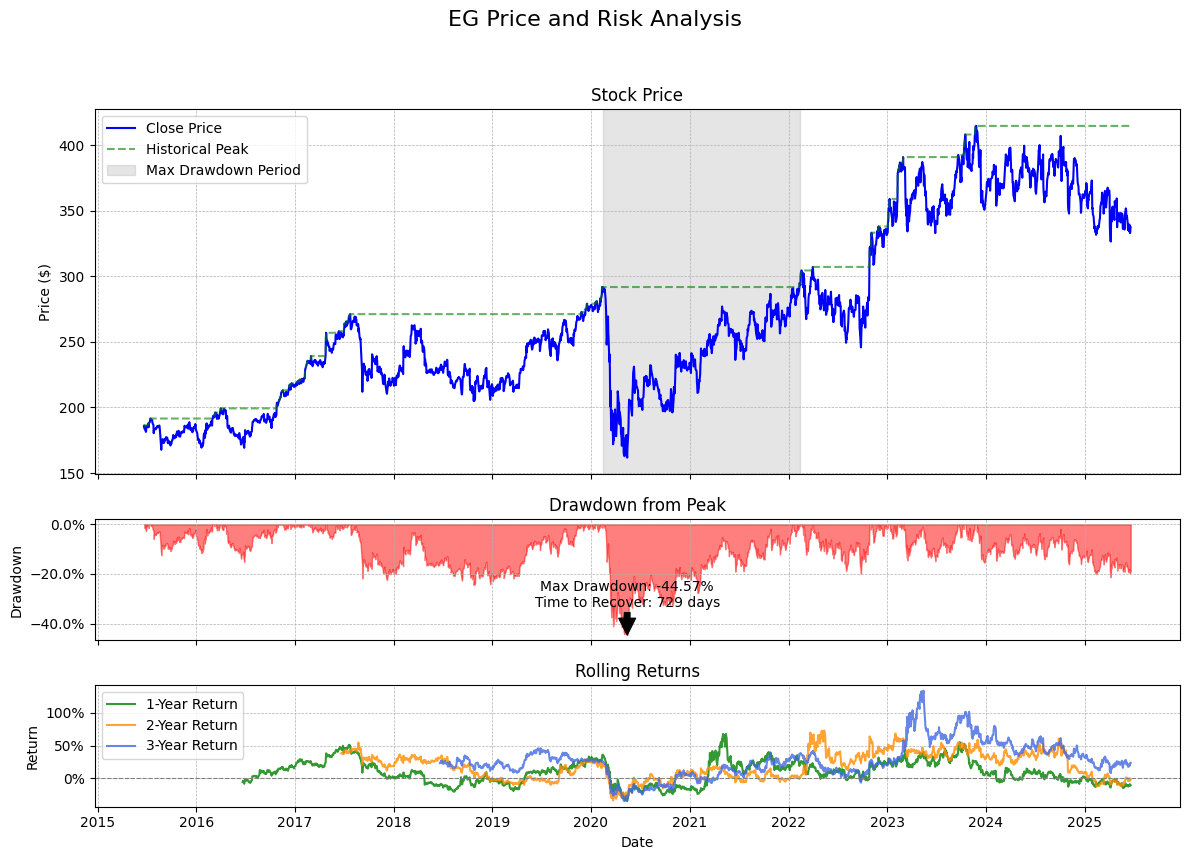 EG Price and Risk Analysis
Stock Price
Close Price
Historical Peak
Max Drawdown Period
400
350
300
250
200
150
Price ($)
Drawdown from Peak
0.0%
−20.0%
−40.0%
Drawdown
Max Drawdown: -44.57%
Time to Recover: 729 days
Rolling Returns
1-Year Return
2-Year Return
3-Year Return
100%
50%
0%
Return
2015 2016 2017 2018 2019 2020 2021 2022 2023 2024 2025
Date